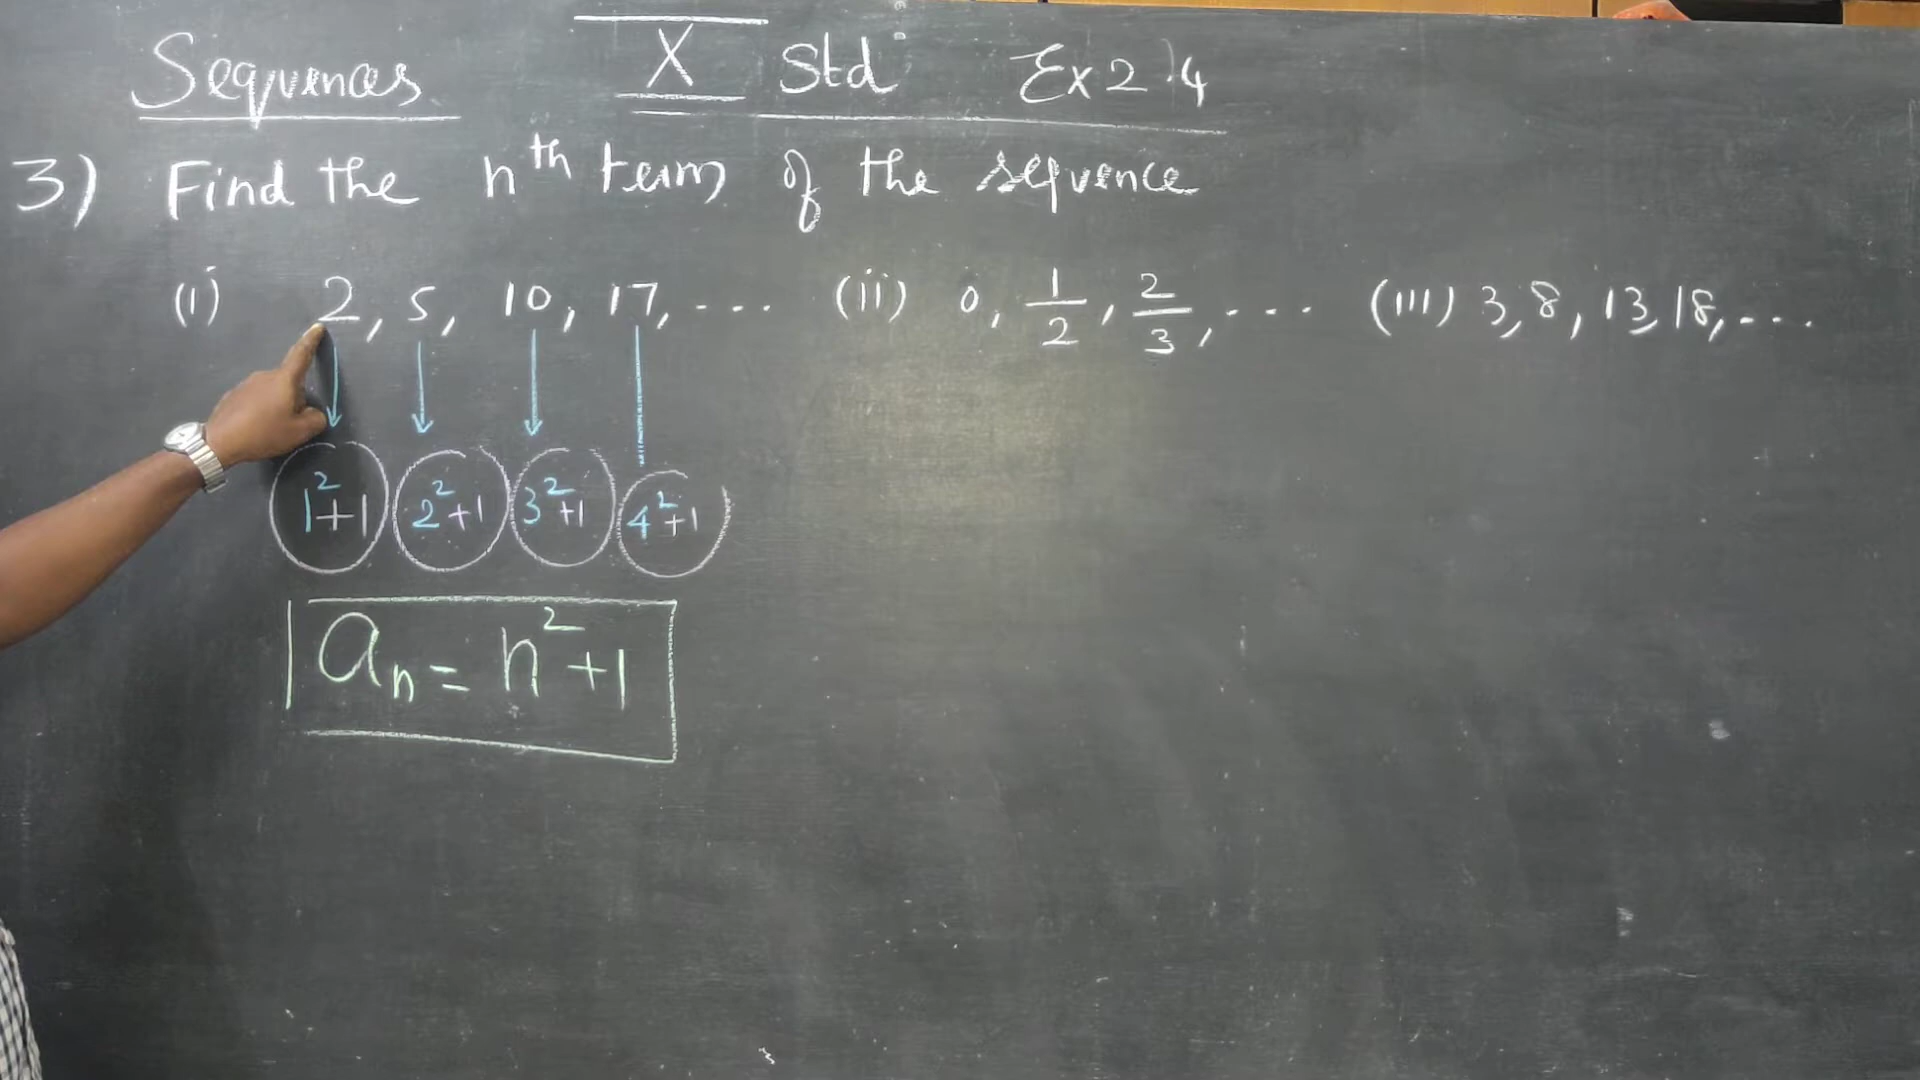 Sequences X Std Ex 2.4
3) Find the nth term of the sequence
(i) 2, 5, 10, 17, ... (ii) 0, 1/2, 2/3, ... (iii) 3, 8, 13, 18, ...
1²+1 2²+1 3²+1 4²+1
aₙ = n²+1